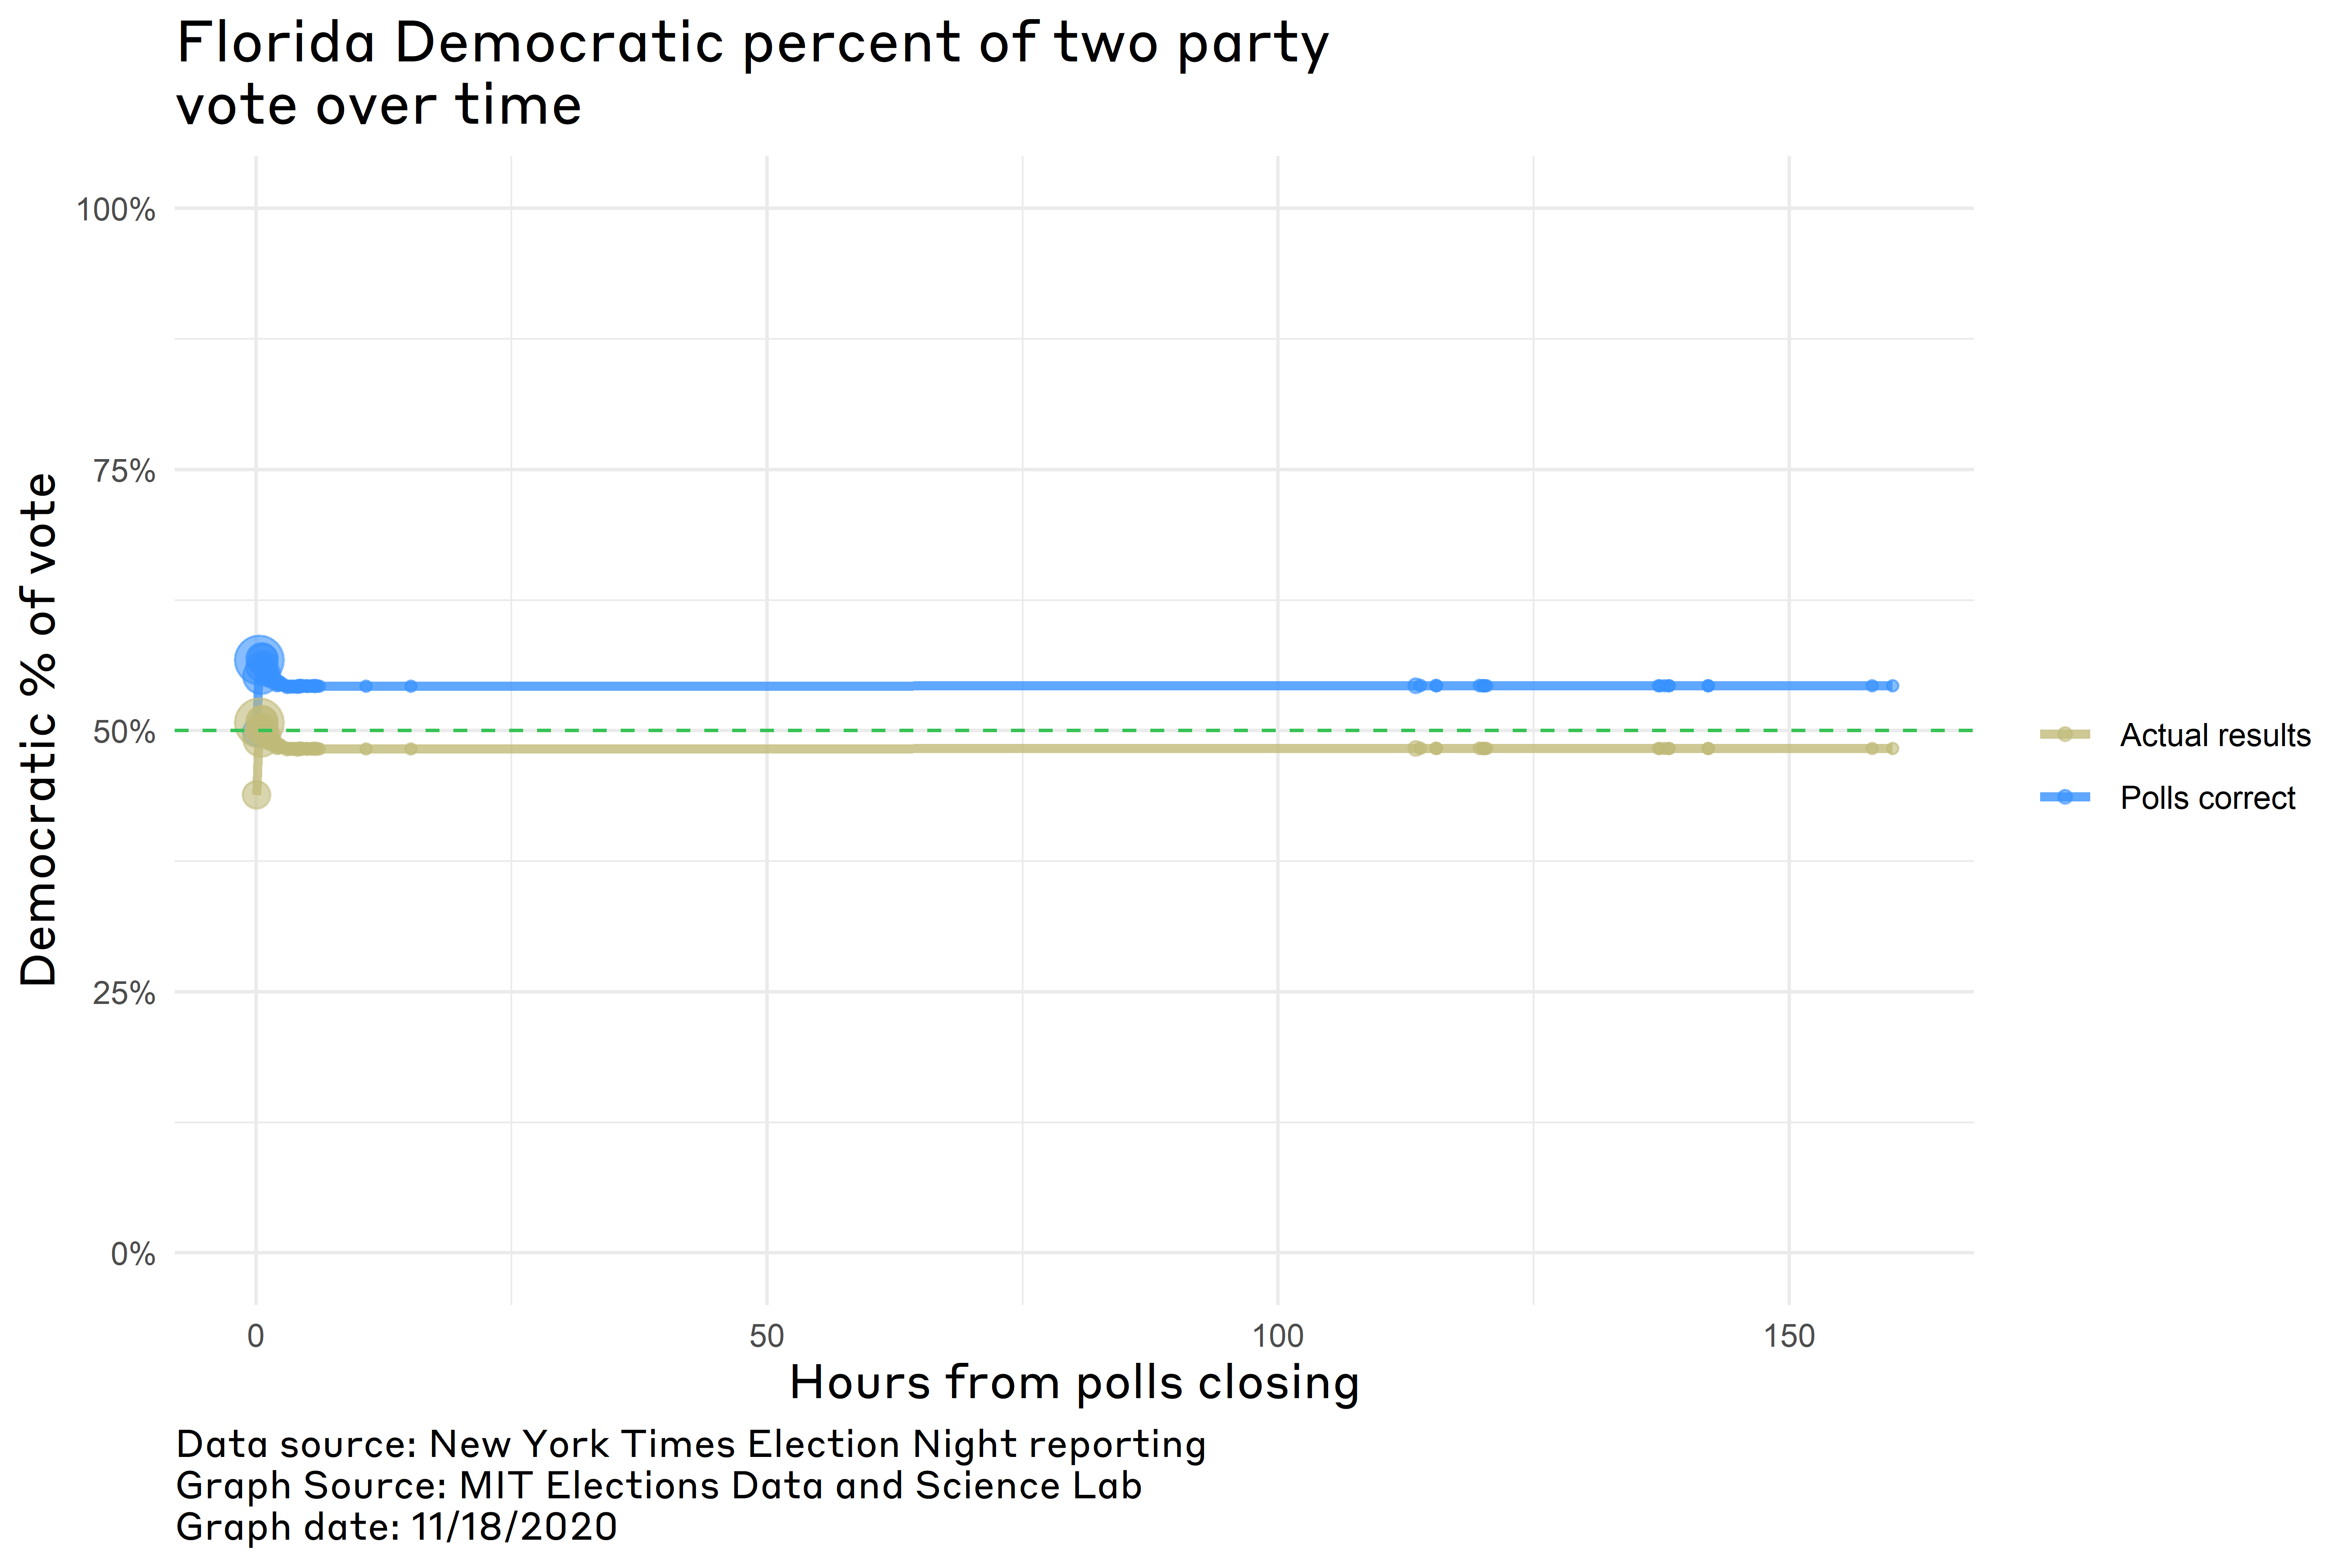 Florida Democratic percent of two party
vote over time
Democratic % of vote
100%
75%
50%
25%
0%
0
50
100
150
Hours from polls closing
Actual results
Polls correct
Data source: New York Times Election Night reporting
Graph Source: MIT Elections Data and Science Lab
Graph date: 11/18/2020